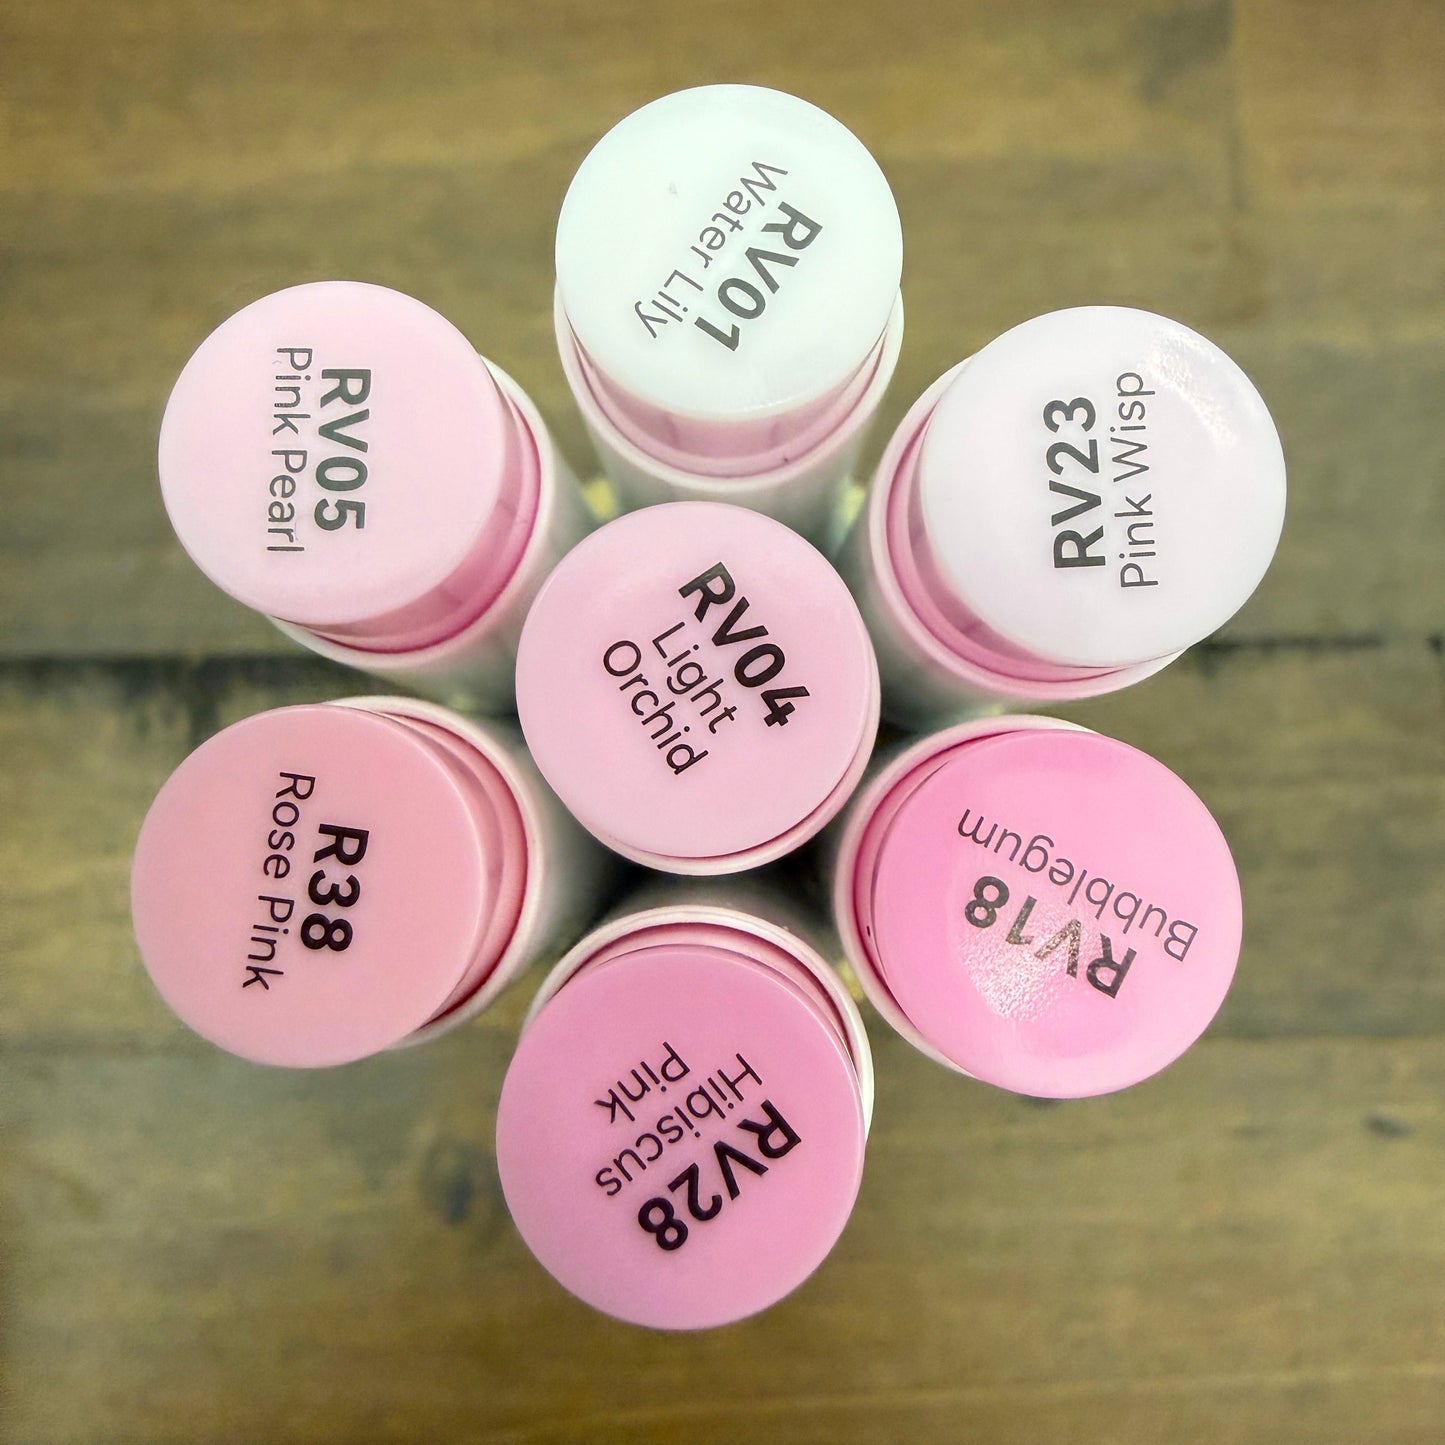 RV01
Water Lily
RV05
Pink Pearl
RV23
Pink Wisp
RV04
Light
Orchid
R38
Rose Pink
RV18
Bubblegum
RV28
Hibiscus
Pink